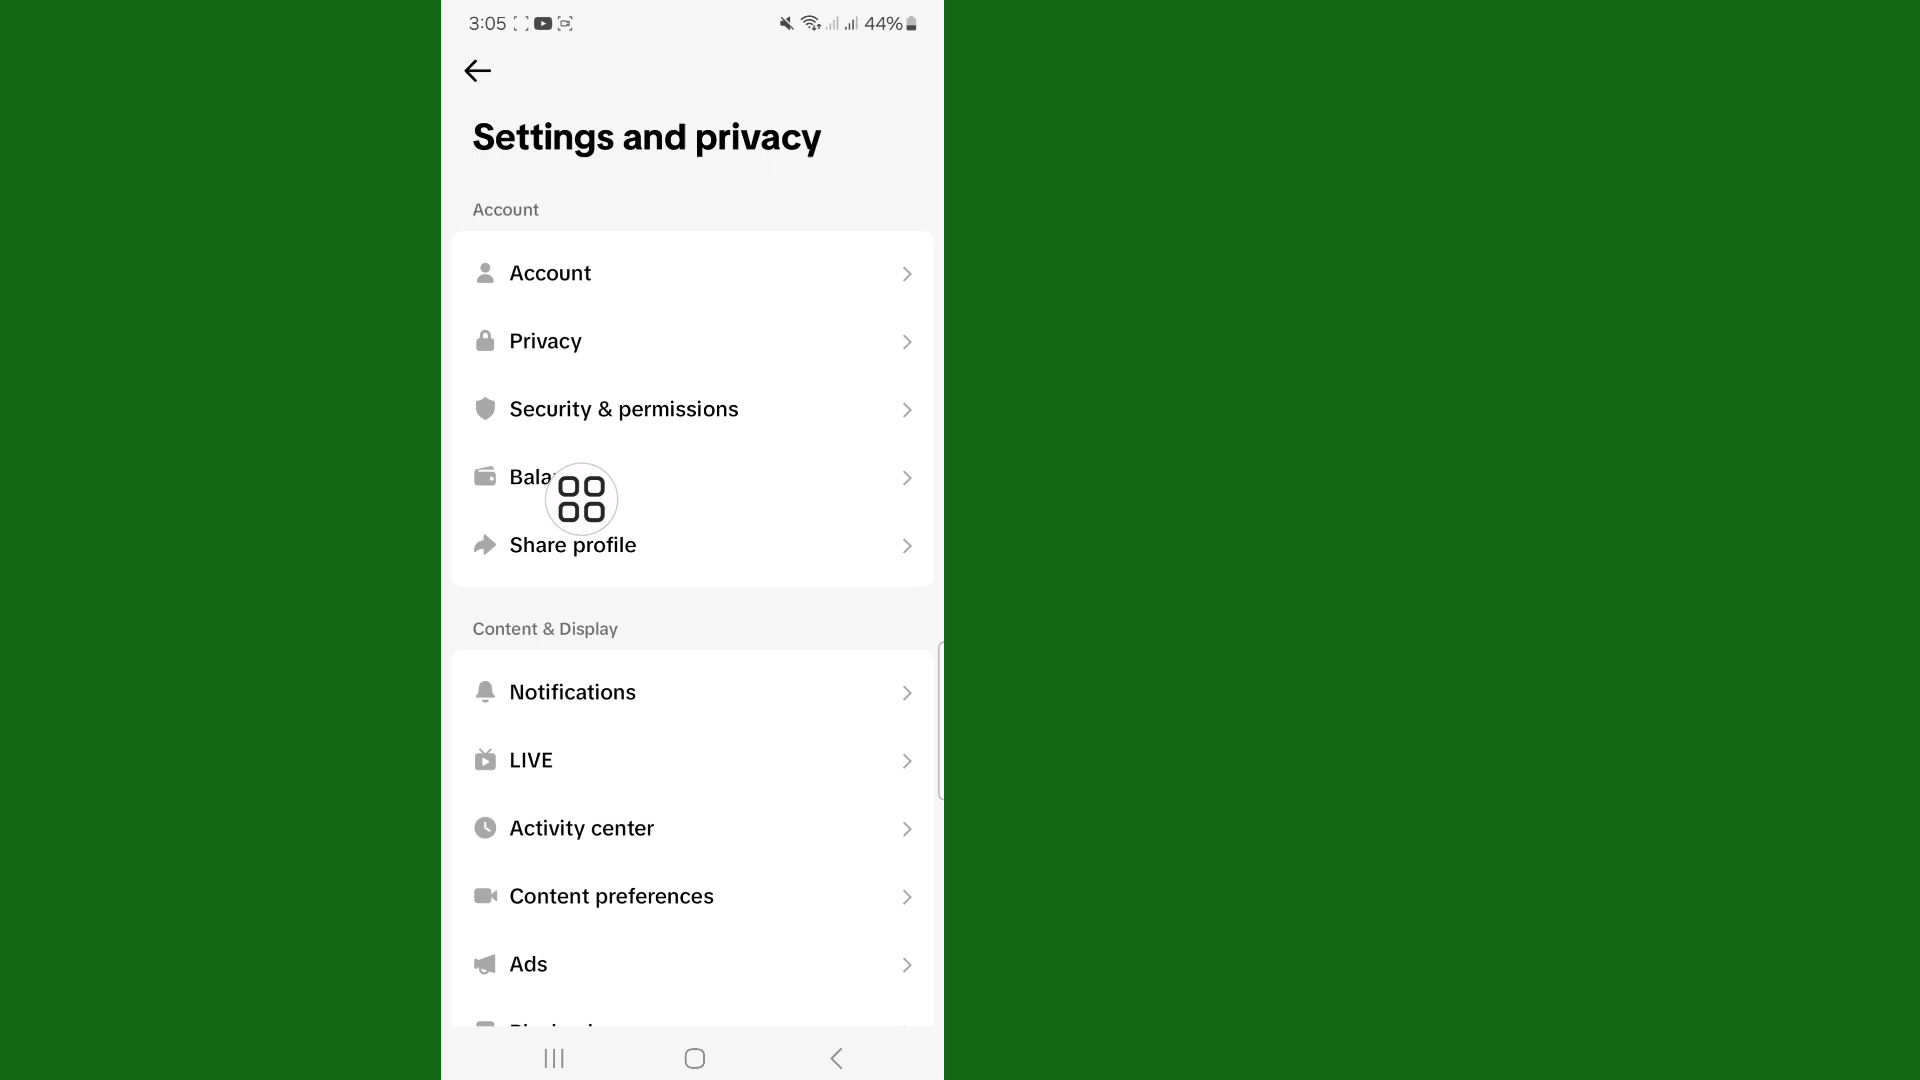 3:05 44%
Settings and privacy
Account
Account
Privacy
Security & permissions
Share profile
Content & Display
Notifications
LIVE
Activity center
Content preferences
Ads